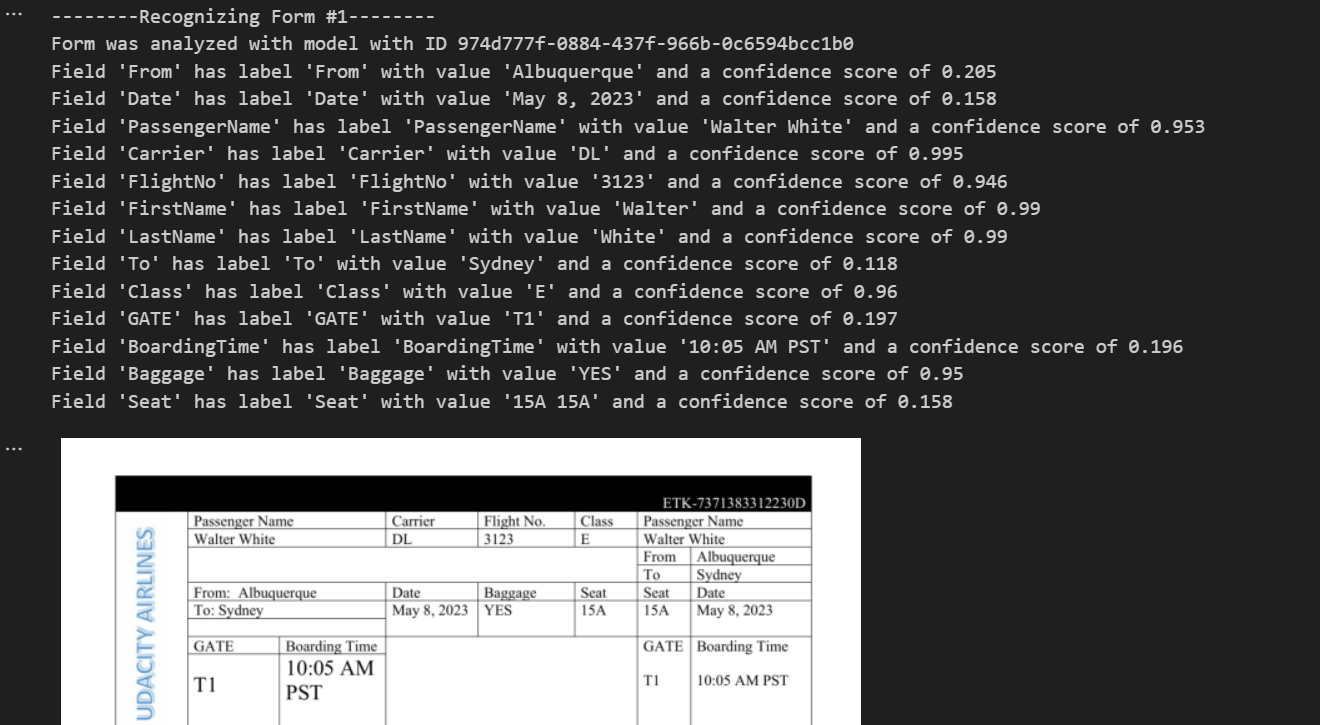 --------Recognizing Form #1--------
Form was analyzed with model with ID 974d777f-0884-437f-966b-0c6594bcc1b0
Field 'From' has label 'From' with value 'Albuquerque' and a confidence score of 0.205
Field 'Date' has label 'Date' with value 'May 8, 2023' and a confidence score of 0.158
Field 'PassengerName' has label 'PassengerName' with value 'Walter White' and a confidence score of 0.953
Field 'Carrier' has label 'Carrier' with value 'DL' and a confidence score of 0.995
Field 'FlightNo' has label 'FlightNo' with value '3123' and a confidence score of 0.946
Field 'FirstName' has label 'FirstName' with value 'Walter' and a confidence score of 0.99
Field 'LastName' has label 'LastName' with value 'White' and a confidence score of 0.99
Field 'To' has label 'To' with value 'Sydney' and a confidence score of 0.118
Field 'Class' has label 'Class' with value 'E' and a confidence score of 0.96
Field 'GATE' has label 'GATE' with value 'T1' and a confidence score of 0.197
Field 'BoardingTime' has label 'BoardingTime' with value '10:05 AM PST' and a confidence score of 0.196
Field 'Baggage' has label 'Baggage' with value 'YES' and a confidence score of 0.95
Field 'Seat' has label 'Seat' with value '15A 15A' and a confidence score of 0.158
ETK-7371383312230D
UDACITY AIRLINES
Passenger Name Carrier Flight No. Class Passenger Name
Walter White DL 3123 E Walter White
From Albuquerque
To Sydney
From: Albuquerque Date Baggage Seat Seat Date
To: Sydney May 8, 2023 YES 15A 15A May 8, 2023
GATE Boarding Time GATE Boarding Time
T1 10:05 AM PST T1 10:05 AM PST